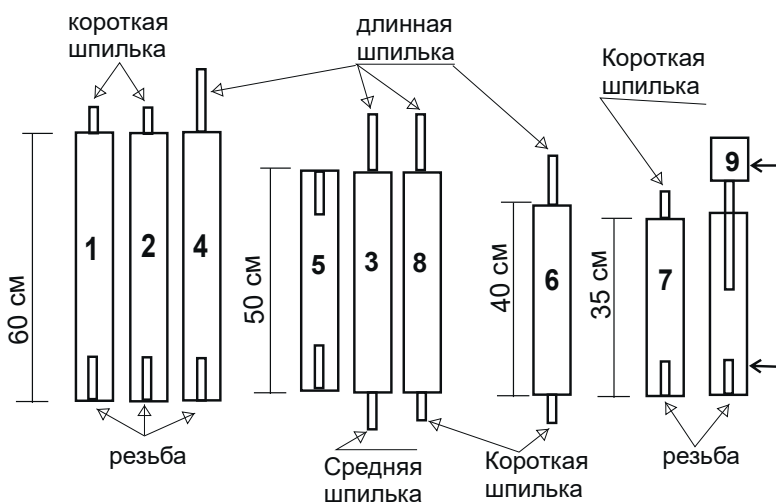 короткая
шпилька
длинная
шпилька
Короткая
шпилька
60 см
1
2
4
50 см
5
3
8
40 см
6
35 см
7
9
резьба
Средняя
шпилька
Короткая
шпилька
резьба